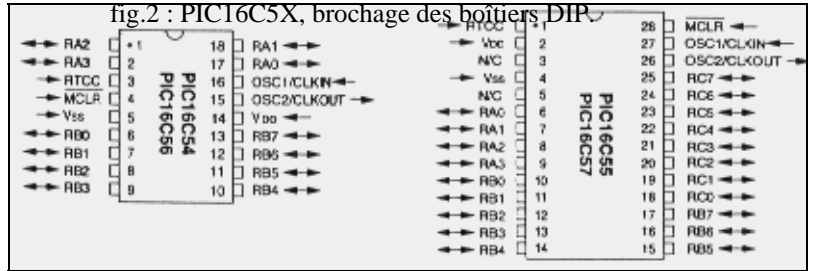 fig.2 : PIC16C5X, brochage des boîtiers DIP.
RA2 1 18 RA1
RA3 2 17 RA0
RTCC 3 16 OSC1/CLKIN
MCLR 4 15 OSC2/CLKOUT
Vss 5 14 VDD
RB0 6 13 RB7
RB1 7 12 RB6
RB2 8 11 RB5
RB3 9 10 RB4
PIC16C54
PIC16C56
RTCC 1 28 MCLR
VDD 2 27 OSC1/CLKIN
N/C 3 26 OSC2/CLKOUT
Vss 4 25 RC7
N/C 5 24 RC6
RA0 6 23 RC5
RA1 7 22 RC4
RA2 8 21 RC3
RA3 9 20 RC2
RB0 10 19 RC1
RB1 11 18 RC0
RB2 12 17 RB7
RB3 13 16 RB6
RB4 14 15 RB5
PIC16C55
PIC16C57